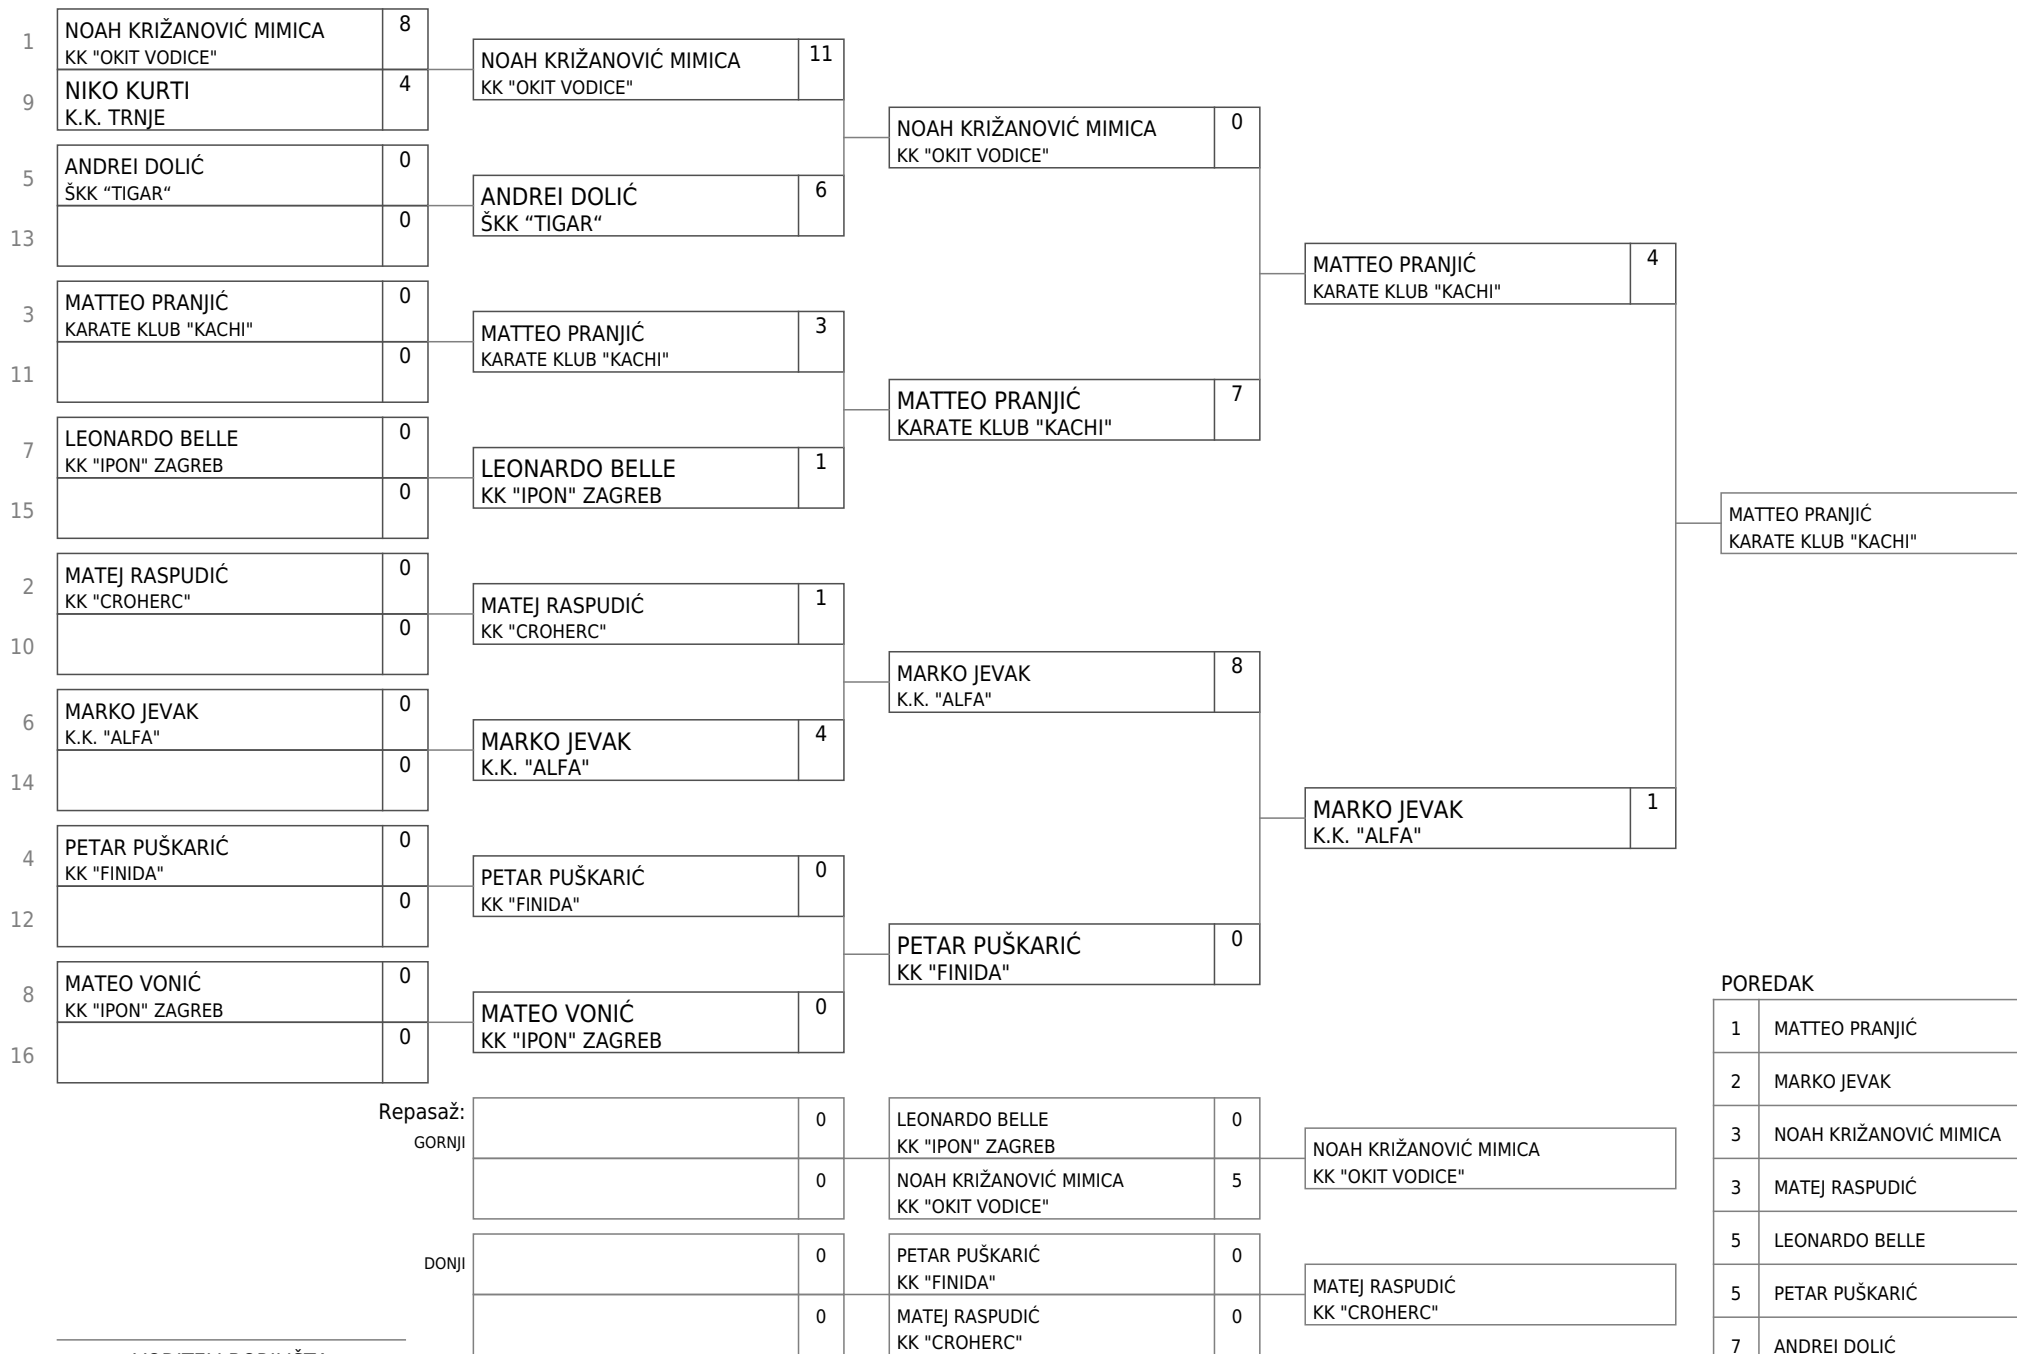 1
NOAH KRIŽANOVIĆ MIMICA 8
KK "OKIT VODICE"
9
NIKO KURTI 4
K.K. TRNJE
5
ANDREI DOLIĆ 0
ŠKK “TIGAR“
13
0
3
MATTEO PRANJIĆ 0
KARATE KLUB "KACHI"
11
0
7
LEONARDO BELLE 0
KK "IPON" ZAGREB
15
0
2
MATEJ RASPUDIĆ 0
KK "CROHERC"
10
0
6
MARKO JEVAK 0
K.K. "ALFA"
14
0
4
PETAR PUŠKARIĆ 0
KK "FINIDA"
12
0
8
MATEO VONIĆ 0
KK "IPON" ZAGREB
16
0
NOAH KRIŽANOVIĆ MIMICA 11
KK "OKIT VODICE"
ANDREI DOLIĆ 6
ŠKK “TIGAR“
MATTEO PRANJIĆ 3
KARATE KLUB "KACHI"
LEONARDO BELLE 1
KK "IPON" ZAGREB
MATEJ RASPUDIĆ 1
KK "CROHERC"
MARKO JEVAK 4
K.K. "ALFA"
PETAR PUŠKARIĆ 0
KK "FINIDA"
MATEO VONIĆ 0
KK "IPON" ZAGREB
NOAH KRIŽANOVIĆ MIMICA 0
KK "OKIT VODICE"
MATTEO PRANJIĆ 7
KARATE KLUB "KACHI"
MARKO JEVAK 8
K.K. "ALFA"
PETAR PUŠKARIĆ 0
KK "FINIDA"
MATTEO PRANJIĆ 4
KARATE KLUB "KACHI"
MARKO JEVAK 1
K.K. "ALFA"
MATTEO PRANJIĆ
KARATE KLUB "KACHI"
Repasaž:
GORNJI
0
0
LEONARDO BELLE 0
KK "IPON" ZAGREB
NOAH KRIŽANOVIĆ MIMICA 5
KK "OKIT VODICE"
NOAH KRIŽANOVIĆ MIMICA
KK "OKIT VODICE"
DONJI
0
0
PETAR PUŠKARIĆ 0
KK "FINIDA"
MATEJ RASPUDIĆ 0
KK "CROHERC"
MATEJ RASPUDIĆ
KK "CROHERC"
POREDAK
1 MATTEO PRANJIĆ
2 MARKO JEVAK
3 NOAH KRIŽANOVIĆ MIMICA
3 MATEJ RASPUDIĆ
5 LEONARDO BELLE
5 PETAR PUŠKARIĆ
7 ANDREI DOLIĆ